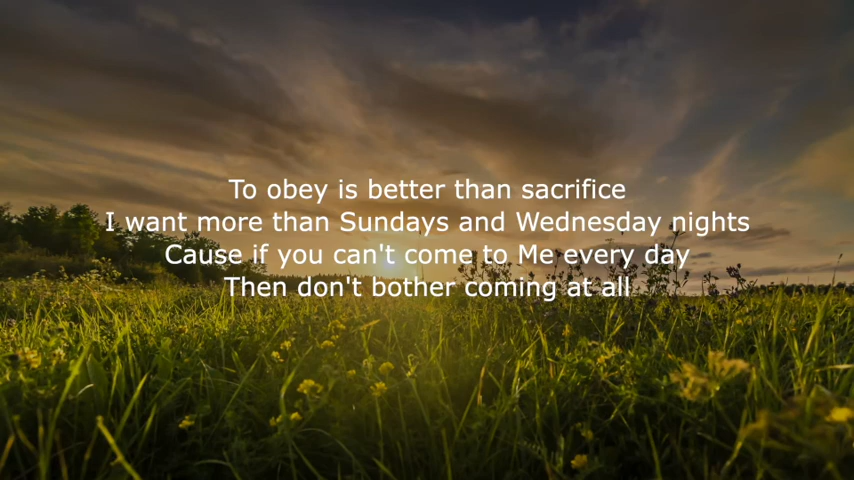 To obey is better than sacrifice
I want more than Sundays and Wednesday nights
Cause if you can't come to Me every day
Then don't bother coming at all